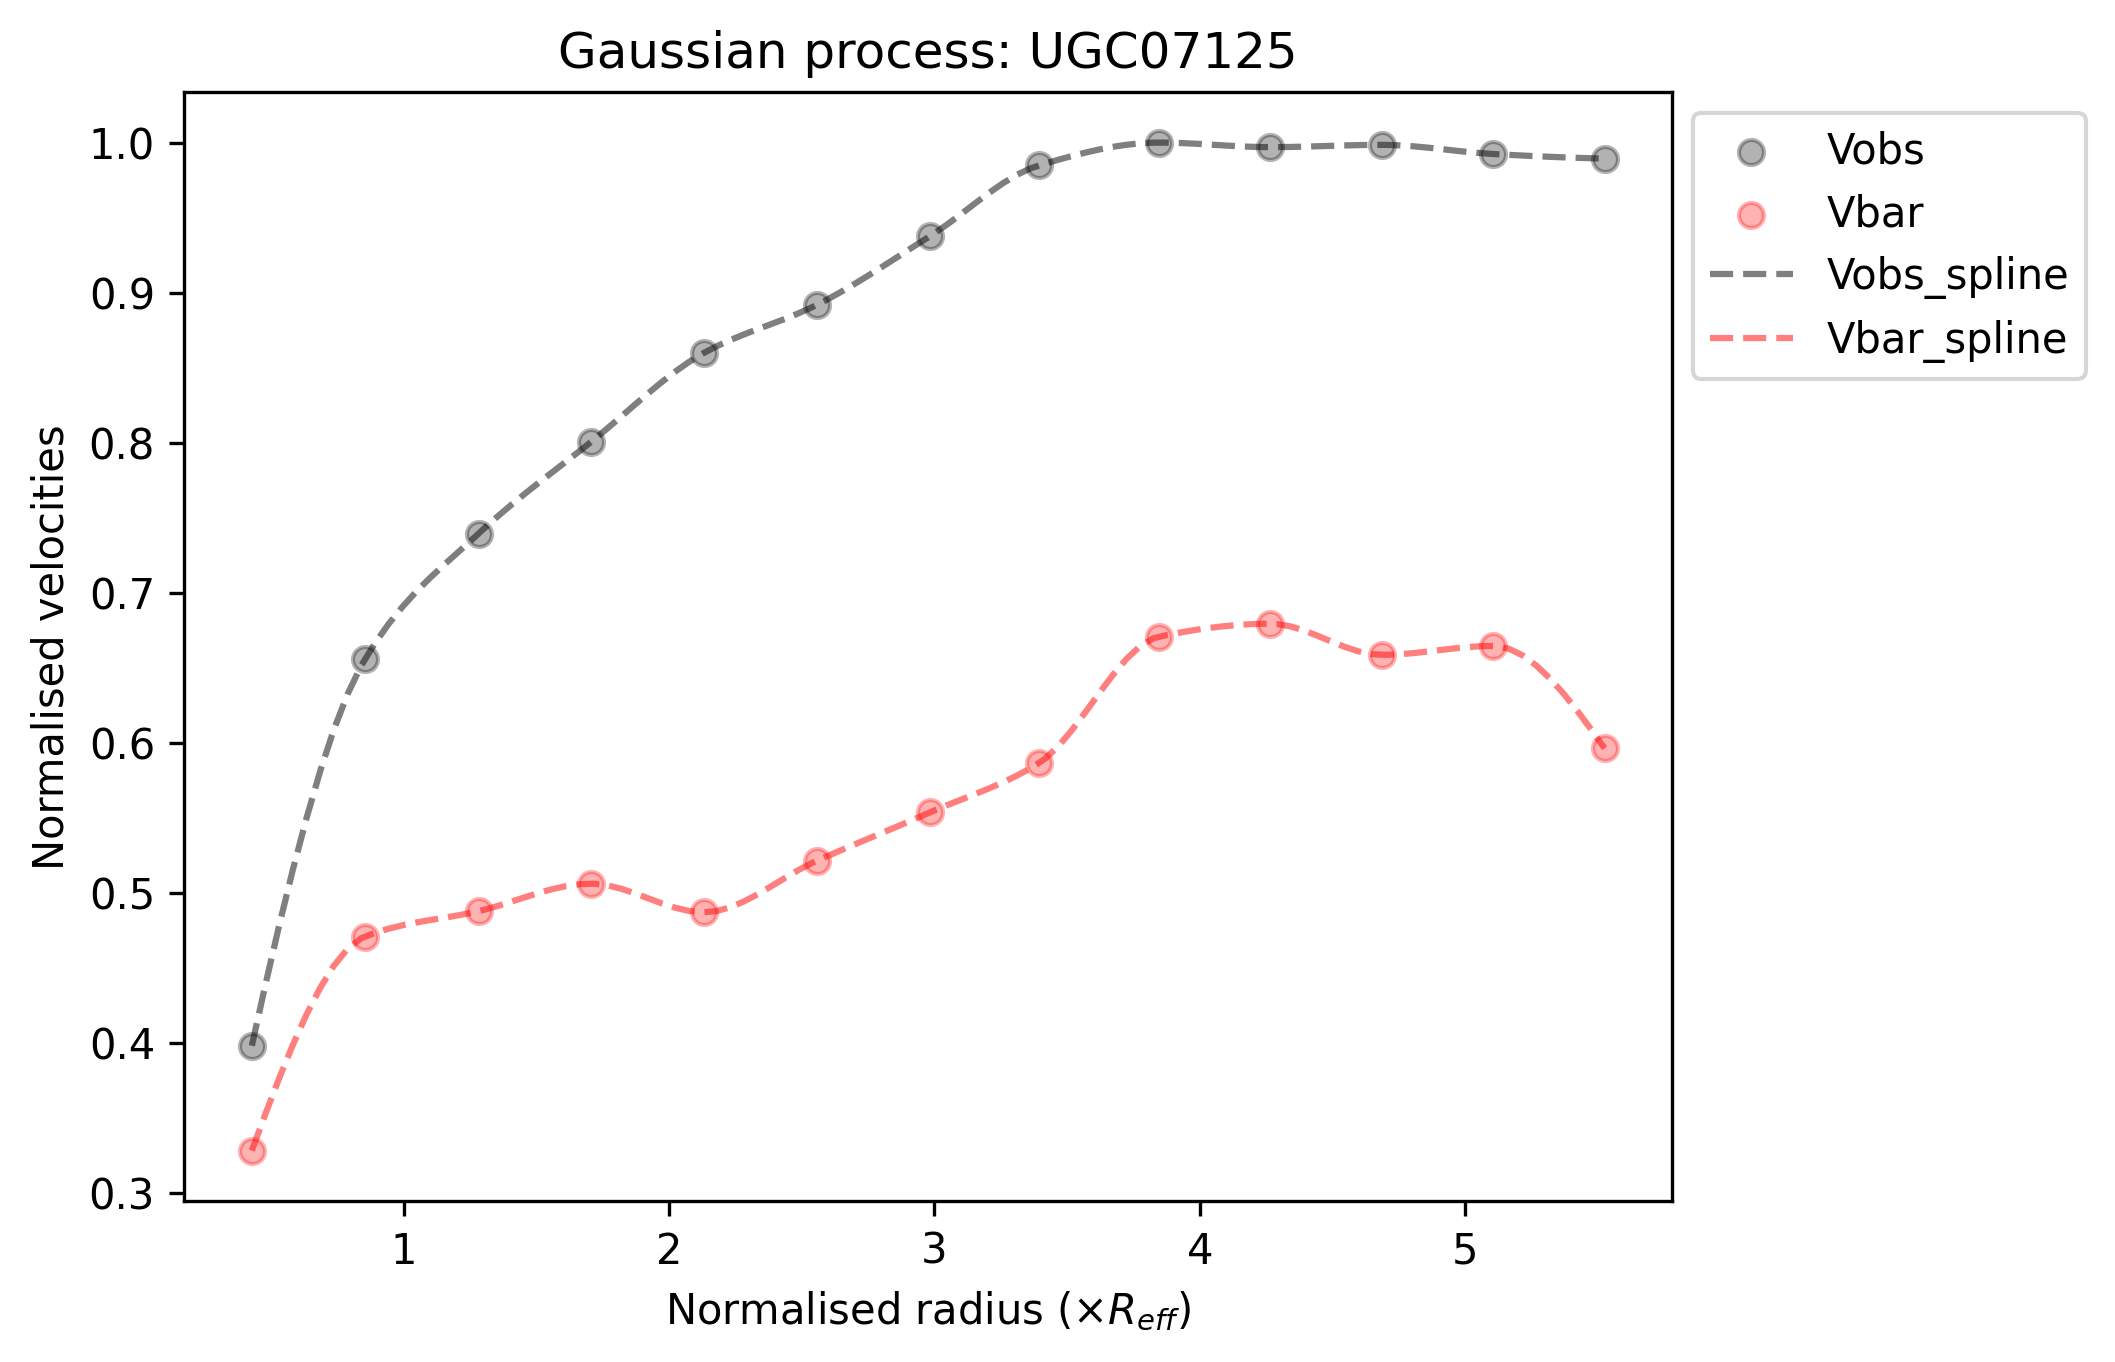 Gaussian process: UGC07125
Vobs
Vbar
Vobs_spline
Vbar_spline
Normalised velocities
1.0
0.9
0.8
0.7
0.6
0.5
0.4
0.3
1 2 3 4 5
Normalised radius (×R_eff)